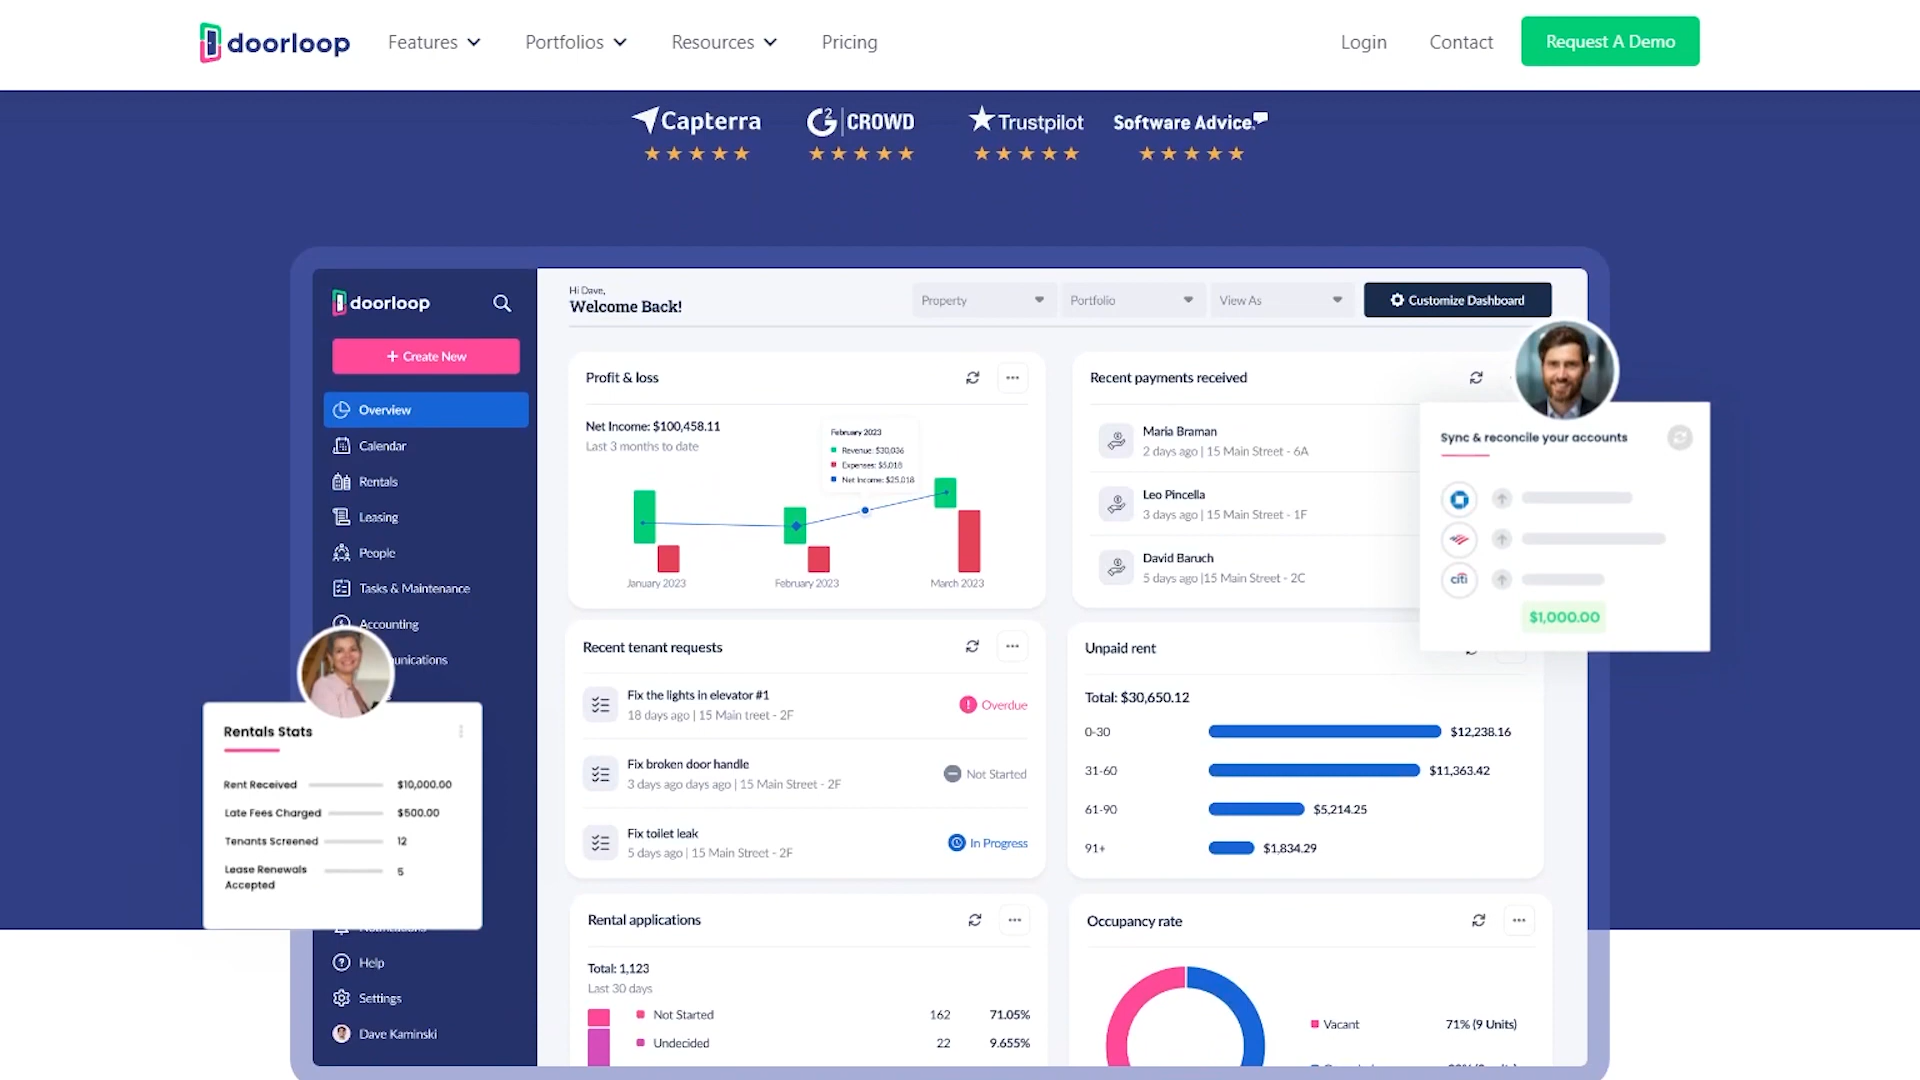 doorloop
Features
Portfolios
Resources
Pricing
Login
Contact
Request A Demo
Capterra
G2 CROWD
Trustpilot
Software Advice
doorloop
+ Create New
Overview
Calendar
Rentals
Leasing
People
Tasks & Maintenance
Accounting
unications
Help
Settings
Dave Kaminski
Rentals Stats
Rent Received $10,000.00
Late Fees Charged $500.00
Tenants Screened 12
Lease Renewals
Accepted 5
Hi Dave,
Welcome Back!
Property
Portfolio
View As
Customize Dashboard
Profit & loss
Net Income: $100,458.11
Last 3 months to date
February 2023
Revenue: $30,036
Expenses: $5,018
Net Income: $25,018
January 2023
February 2023
March 2023
Recent payments received
Maria Braman
2 days ago | 15 Main Street - 6A
Leo Pincella
3 days ago | 15 Main Street - 1F
David Baruch
5 days ago |15 Main Street - 2C
Sync & reconcile your accounts
citi
$1,000.00
Recent tenant requests
Fix the lights in elevator #1
18 days ago | 15 Main treet - 2F
Overdue
Fix broken door handle
3 days ago days ago | 15 Main Street - 2F
Not Started
Fix toilet leak
5 days ago | 15 Main Street - 2F
In Progress
Unpaid rent
Total: $30,650.12
0-30 $12,238.16
31-60 $11,363.42
61-90 $5,214.25
91+ $1,834.29
Rental applications
Total: 1,123
Last 30 days
Not Started 162 71.05%
Undecided 22 9.655%
Occupancy rate
Vacant 71% (9 Units)